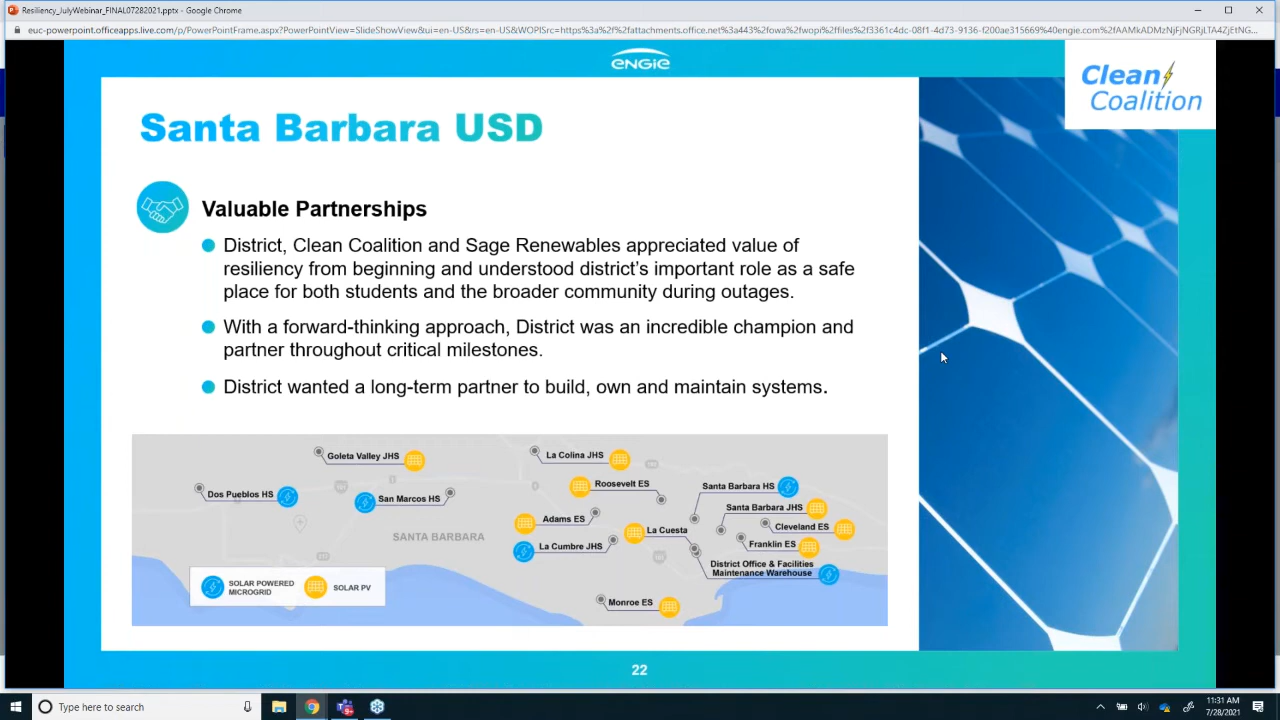 Resiliency_JulyWebinar_FINAL07282021.pptx - Google Chrome
ENGIE
Clean
Coalition
Santa Barbara USD
Valuable Partnerships
District, Clean Coalition and Sage Renewables appreciated value of
resiliency from beginning and understood district's important role as a safe
place for both students and the broader community during outages.
With a forward-thinking approach, District was an incredible champion and
partner throughout critical milestones.
District wanted a long-term partner to build, own and maintain systems.
Goleta Valley JHS
La Colina JHS
Dos Pueblos HS
San Marcos HS
Roosevelt ES
Santa Barbara HS
Santa Barbara JHS
Adams ES
La Cuesta
Cleveland ES
SANTA BARBARA
La Cumbre JHS
Franklin ES
District Office & Facilities
Maintenance Warehouse
SOLAR POWERED
MICROGRID
SOLAR PV
Monroe ES
22
Type here to search
11:31 AM
7/28/2021